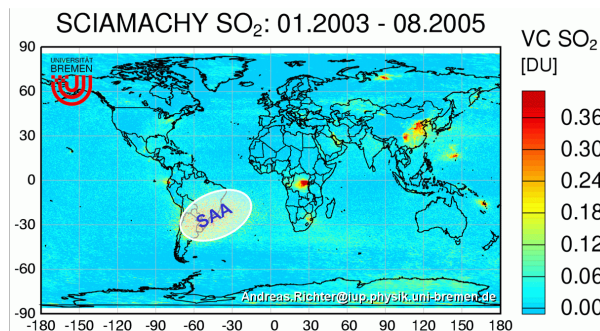 SCIAMACHY SO₂: 01.2003 - 08.2005
VC SO₂
[DU]
UNIVERSITÄT
BREMEN
90
60
30
0
-30
-60
-90
SAA
Andreas.Richter@iup.physik.uni-bremen.de
-180 -150 -120 -90 -60 -30 0 30 60 90 120 150 180
0.36
0.30
0.24
0.18
0.12
0.06
0.00